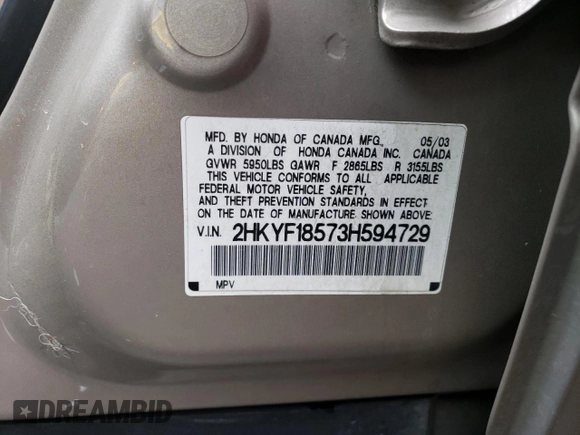 MFD. BY HONDA OF CANADA MFG., 05/03
A DIVISION OF HONDA CANADA INC. CANADA
GVWR 5950LBS GAWR F 2865LBS R 3155LBS
THIS VEHICLE CONFORMS TO ALL APPLICABLE
FEDERAL MOTOR VEHICLE SAFETY,
AND THEFT PREVENTION STANDARDS IN EFFECT
ON THE DATE OF MANUFACTURE SHOWN ABOVE.
V.I.N. 2HKYF18573H594729
MPV
DREAMBID